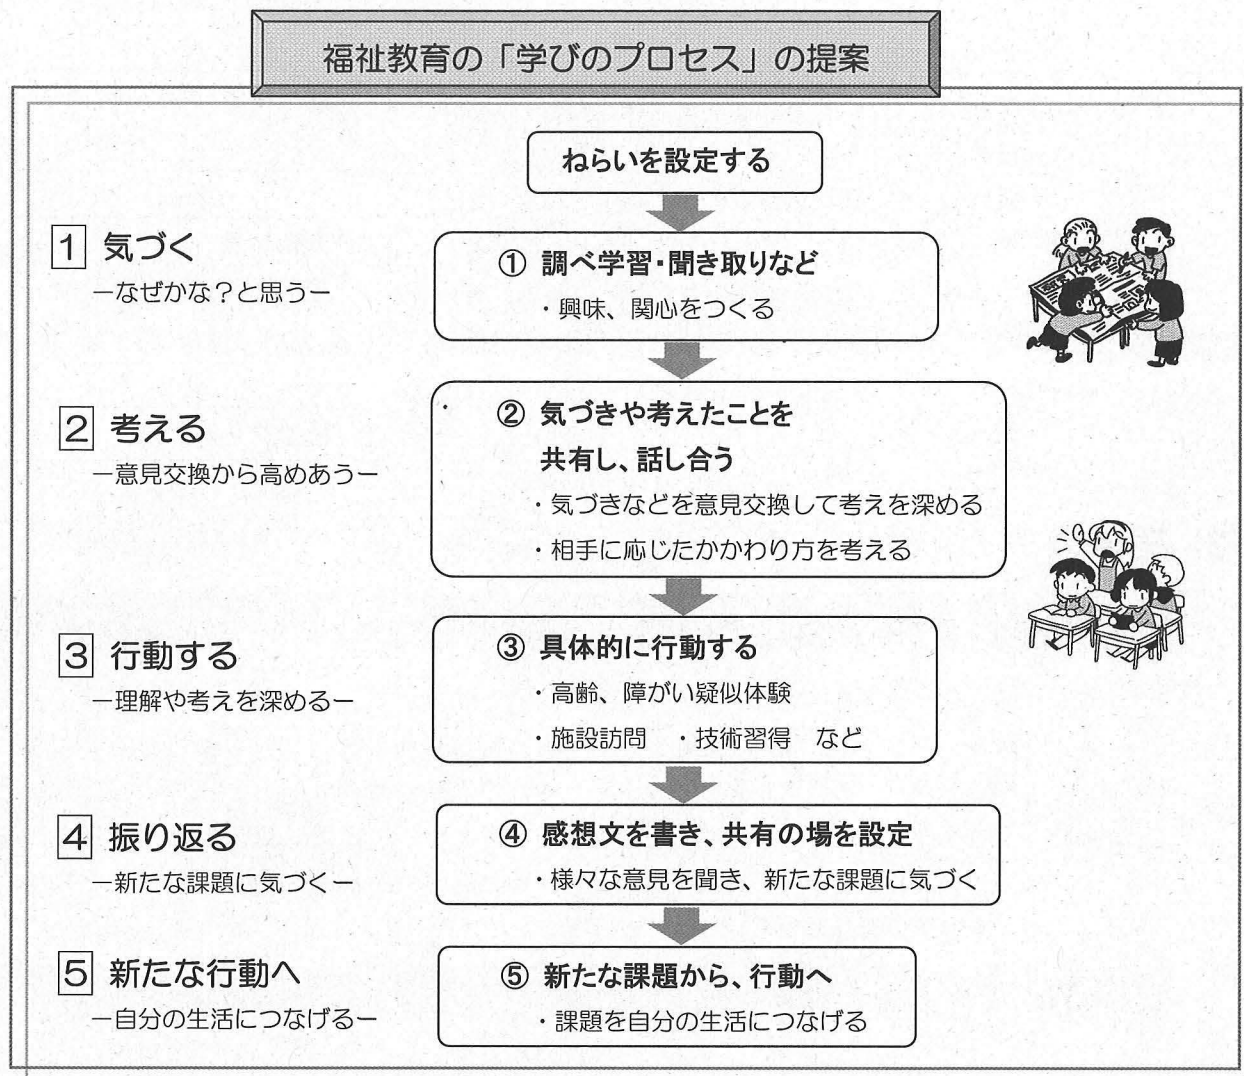 福祉教育の「学びのプロセス」の提案
ねらいを設定する
1 気づく
－なぜかな？と思う－
① 調べ学習・聞き取りなど
・興味、関心をつくる
2 考える
－意見交換から高めあう－
② 気づきや考えたことを
共有し、話し合う
・気づきなどを意見交換して考えを深める
・相手に応じたかかわり方を考える
3 行動する
－理解や考えを深める－
③ 具体的に行動する
・高齢、障がい疑似体験
・施設訪問　・技術習得　など
4 振り返る
－新たな課題に気づく－
④ 感想文を書き、共有の場を設定
・様々な意見を聞き、新たな課題に気づく
5 新たな行動へ
－自分の生活につなげる－
⑤ 新たな課題から、行動へ
・課題を自分の生活につなげる